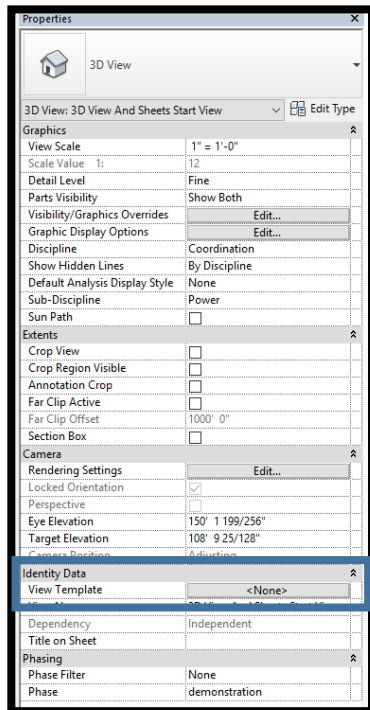 Properties
3D View
3D View: 3D View And Sheets Start View Edit Type
Graphics
View Scale 1" = 1'-0"
Scale Value 1: 12
Detail Level Fine
Parts Visibility Show Both
Visibility/Graphics Overrides Edit...
Graphic Display Options Edit...
Discipline Coordination
Show Hidden Lines By Discipline
Default Analysis Display Style None
Sub-Discipline Power
Sun Path
Extents
Crop View
Crop Region Visible
Annotation Crop
Far Clip Active
Far Clip Offset 1000' 0"
Section Box
Camera
Rendering Settings Edit...
Locked Orientation
Perspective
Eye Elevation 150' 1 199/256"
Target Elevation 108' 9 25/128"
Camera Position Adjusting
Identity Data
View Template <None>
Dependency Independent
Title on Sheet
Phasing
Phase Filter None
Phase demonstration